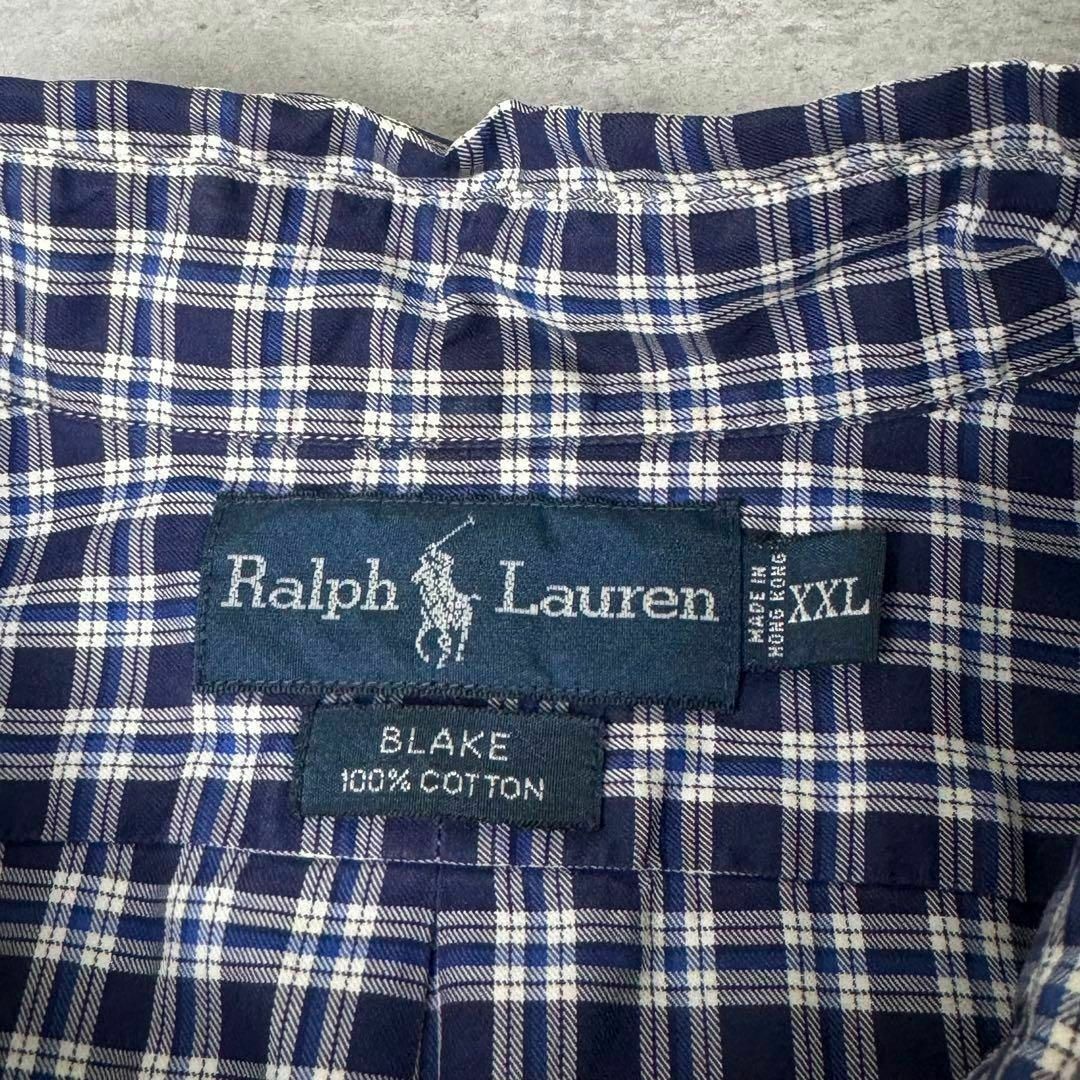 Ralph Lauren
MADE IN
HONG KONG
XXL
BLAKE
100% COTTON